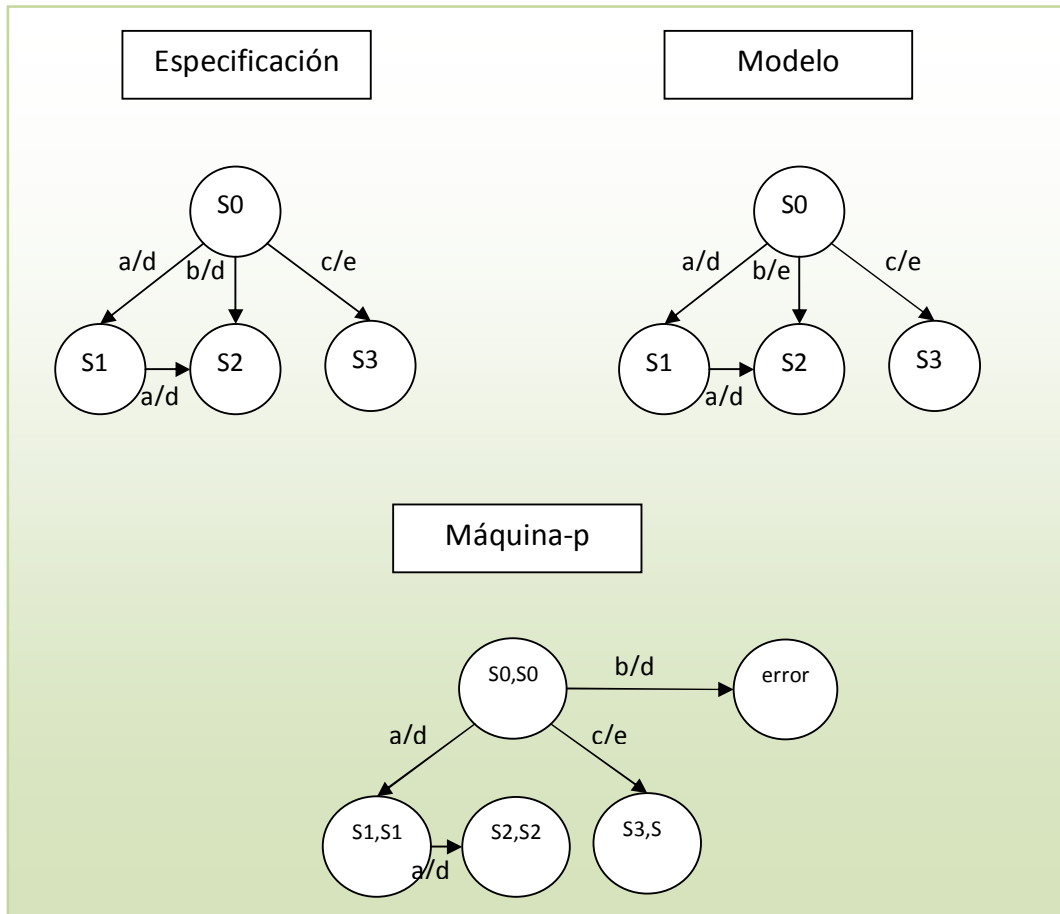 Especificación
Modelo
S0
a/d
b/d
c/e
S1
S2
S3
a/d
S0
a/d
b/e
c/e
S1
S2
S3
a/d
Máquina-p
S0,S0
b/d
error
a/d
c/e
S1,S1
S2,S2
S3,S
a/d